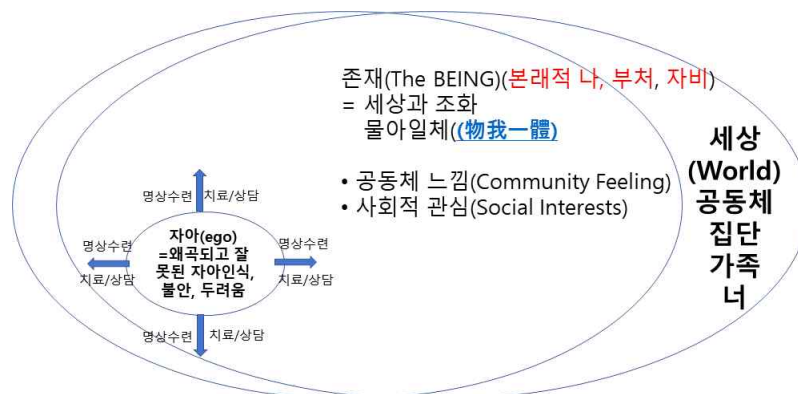 존재(The BEING)(본래적 나, 부처, 자비)
= 세상과 조화
물아일체((物我一體)
• 공동체 느낌(Community Feeling)
• 사회적 관심(Social Interests)
세상
(World)
공동체
집단
가족
너
명상수련 치료/상담
자아(ego)
=왜곡되고 잘
못된 자아인식,
불안, 두려움
명상수련
치료/상담
명상수련
치료/상담
명상수련 치료/상담